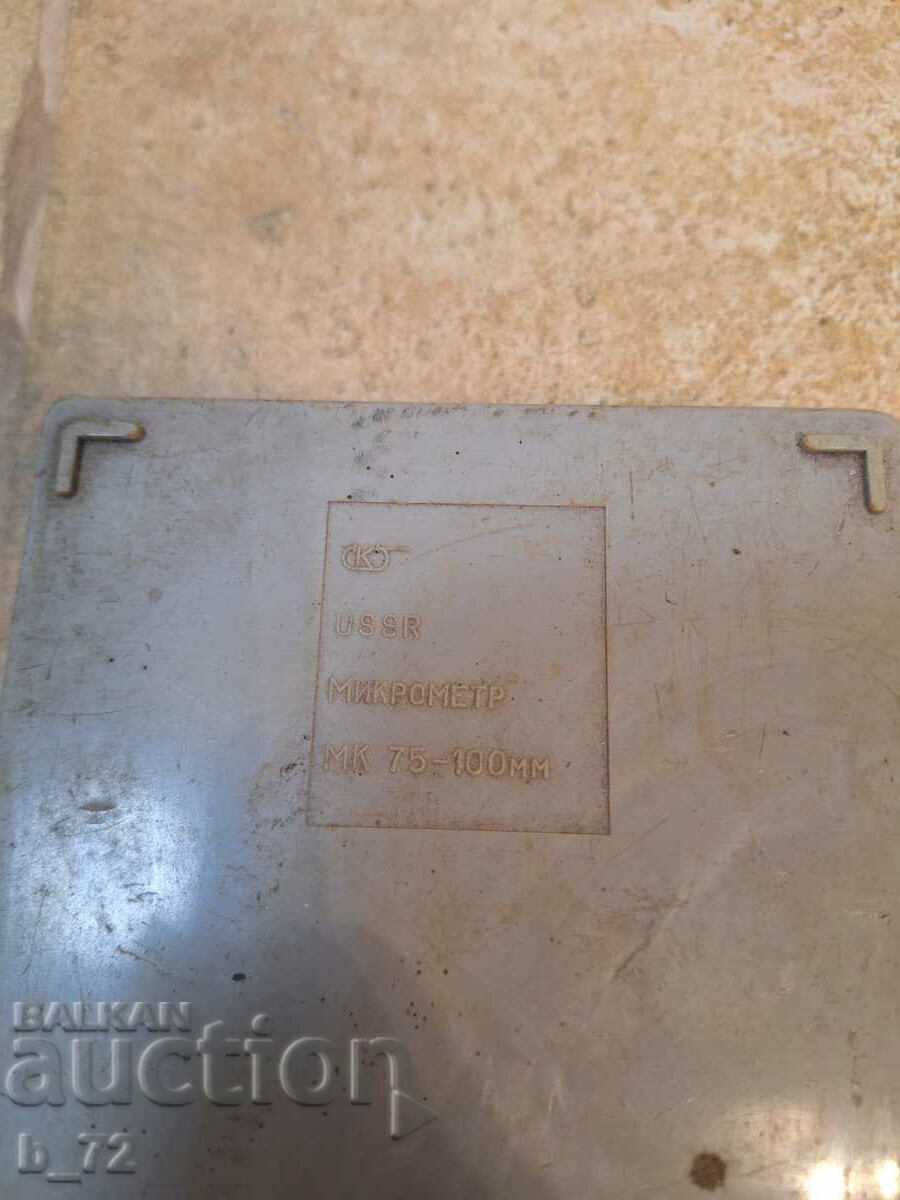 USSR
МИКРОМЕТР
МК 75-100мм
BALKAN
auction
b_72